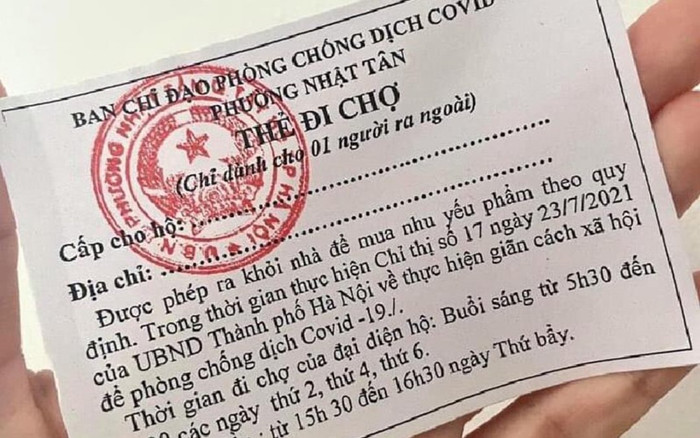 BAN CHỈ ĐẠO PHÒNG CHỐNG DỊCH COVID
PHƯỜNG NHẬT TÂN
THẺ ĐI CHỢ
(Chỉ dành cho 01 người ra ngoài)
Cấp cho hộ:
Địa chỉ:
Được phép ra khỏi nhà để mua nhu yếu phẩm theo quy
định. Trong thời gian thực hiện Chỉ thị số 17 ngày 23/7/2021
của UBND Thành phố Hà Nội về thực hiện giãn cách xã hội
để phòng chống dịch Covid -19./.
Thời gian đi chợ của đại diện hộ: Buổi sáng từ 5h30 đến
các ngày thứ 2, thứ 4, thứ 6.
: từ 15h 30 đến 16h30 ngày Thứ bẩy.
U.B.N.D PHƯỜNG NHẬT TÂN